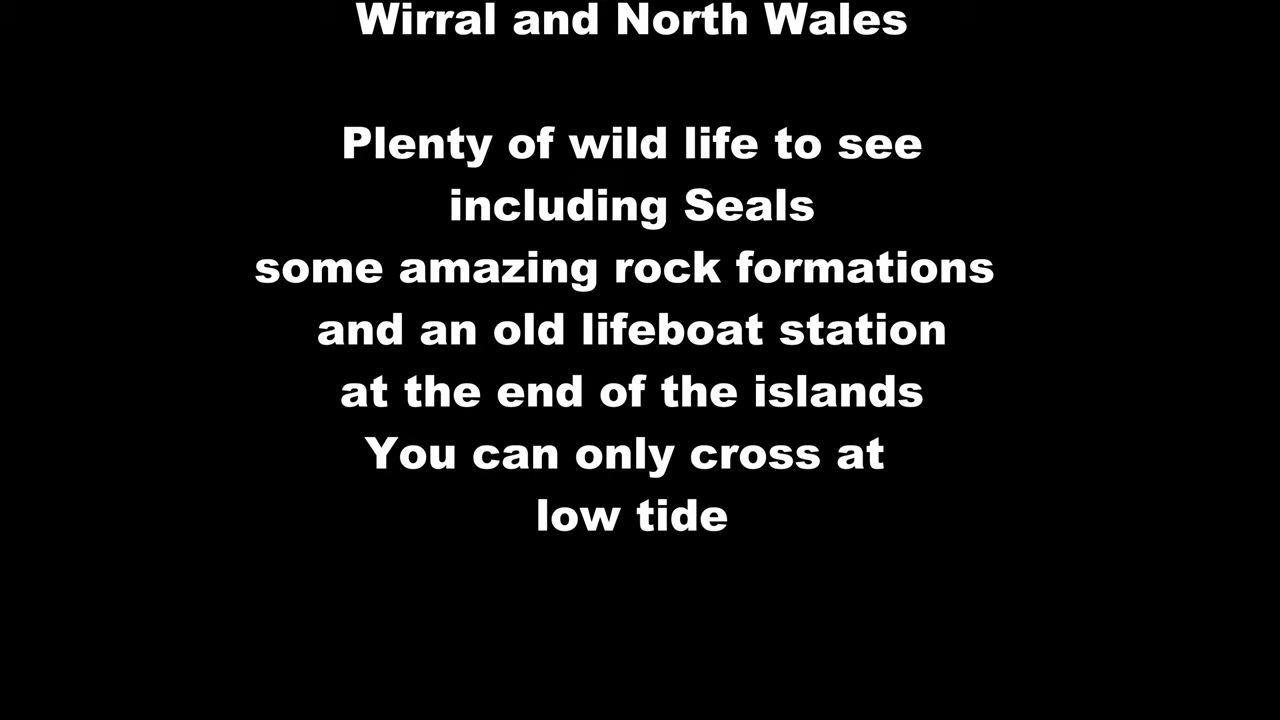 Wirral and North Wales
Plenty of wild life to see
including Seals
some amazing rock formations
and an old lifeboat station
at the end of the islands
You can only cross at
low tide